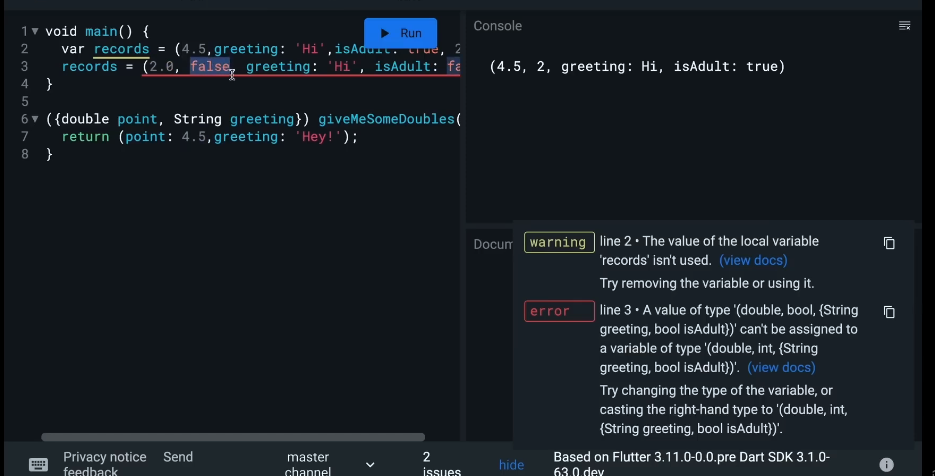 Run
Console
1 void main() {
2 var records = (4.5,greeting: 'Hi',isAdult: true, 2
3 records = (2.0, false, greeting: 'Hi', isAdult: fa
4 }
5
6 ({double point, String greeting}) giveMeSomeDoubles(
7 return (point: 4.5,greeting: 'Hey!');
8 }
(4.5, 2, greeting: Hi, isAdult: true)
Docum
warning line 2 • The value of the local variable
'records' isn't used. (view docs)
Try removing the variable or using it.
error line 3 • A value of type '(double, bool, {String
greeting, bool isAdult})' can't be assigned to
a variable of type '(double, int, {String
greeting, bool isAdult})'. (view docs)
Try changing the type of the variable, or
casting the right-hand type to '(double, int,
{String greeting, bool isAdult})'.
Privacy notice
feedback
Send
master
channel
2
issues
hide
Based on Flutter 3.11.0-0.0.pre Dart SDK 3.1.0-
63.0.dev